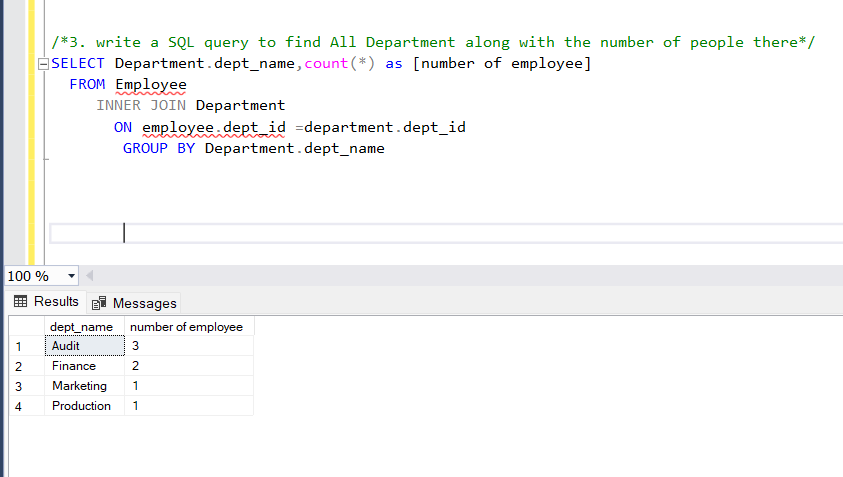 /*3. write a SQL query to find All Department along with the number of people there*/
SELECT Department.dept_name,count(*) as [number of employee]
FROM Employee
INNER JOIN Department
ON employee.dept_id =department.dept_id
GROUP BY Department.dept_name
100 %
Results Messages
dept_name number of employee
1 Audit 3
2 Finance 2
3 Marketing 1
4 Production 1